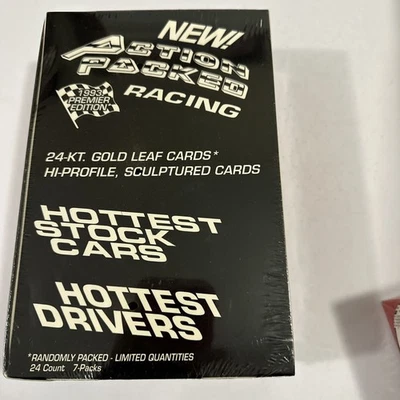 NEW!
ACTION
PACKED
RACING
1993
PREMIER
EDITION
24-KT. GOLD LEAF CARDS*
HI-PROFILE, SCULPTURED CARDS
HOTTEST
STOCK
CARS
HOTTEST
DRIVERS
*RANDOMLY PACKED - LIMITED QUANTITIES
24 Count 7-Packs